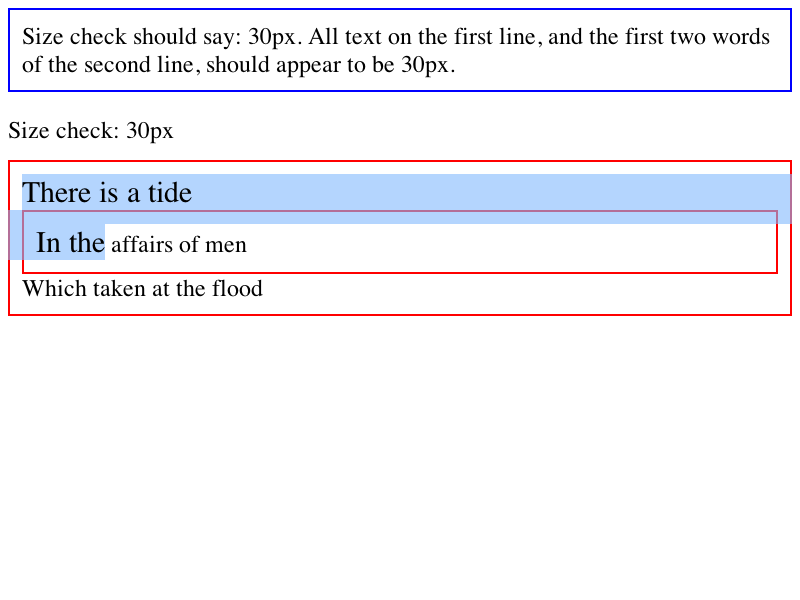 Size check should say: 30px. All text on the first line, and the first two words
of the second line, should appear to be 30px.
Size check: 30px
There is a tide
In the affairs of men
Which taken at the flood